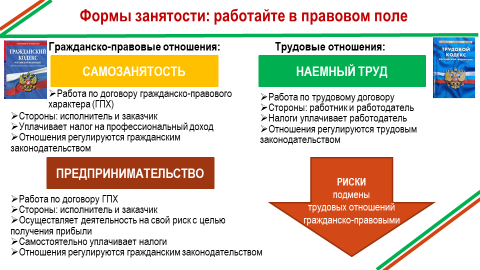 Формы занятости: работайте в правовом поле
ГРАЖДАНСКИЙ
КОДЕКС
Гражданско-правовые отношения:
САМОЗАНЯТОСТЬ
➤Работа по договору гражданско-правового
характера (ГПХ)
➤Стороны: исполнитель и заказчик
➤Уплачивает налог на профессиональный доход
➤Отношения регулируются гражданским
законодательством
ПРЕДПРИНИМАТЕЛЬСТВО
➤Работа по договору ГПХ
➤Стороны: исполнитель и заказчик
➤Осуществляет деятельность на свой риск с целью
получения прибыли
➤Самостоятельно уплачивает налоги
➤Отношения регулируются гражданским законодательством
Трудовые отношения:
ТРУДОВОЙ
КОДЕКС
НАЕМНЫЙ ТРУД
➤Работа по трудовому договору
➤Стороны: работник и работодатель
➤Налоги уплачивает работодатель
➤Отношения регулируются трудовым
законодательством
РИСКИ
подмены
трудовых отношений
гражданско-правовыми